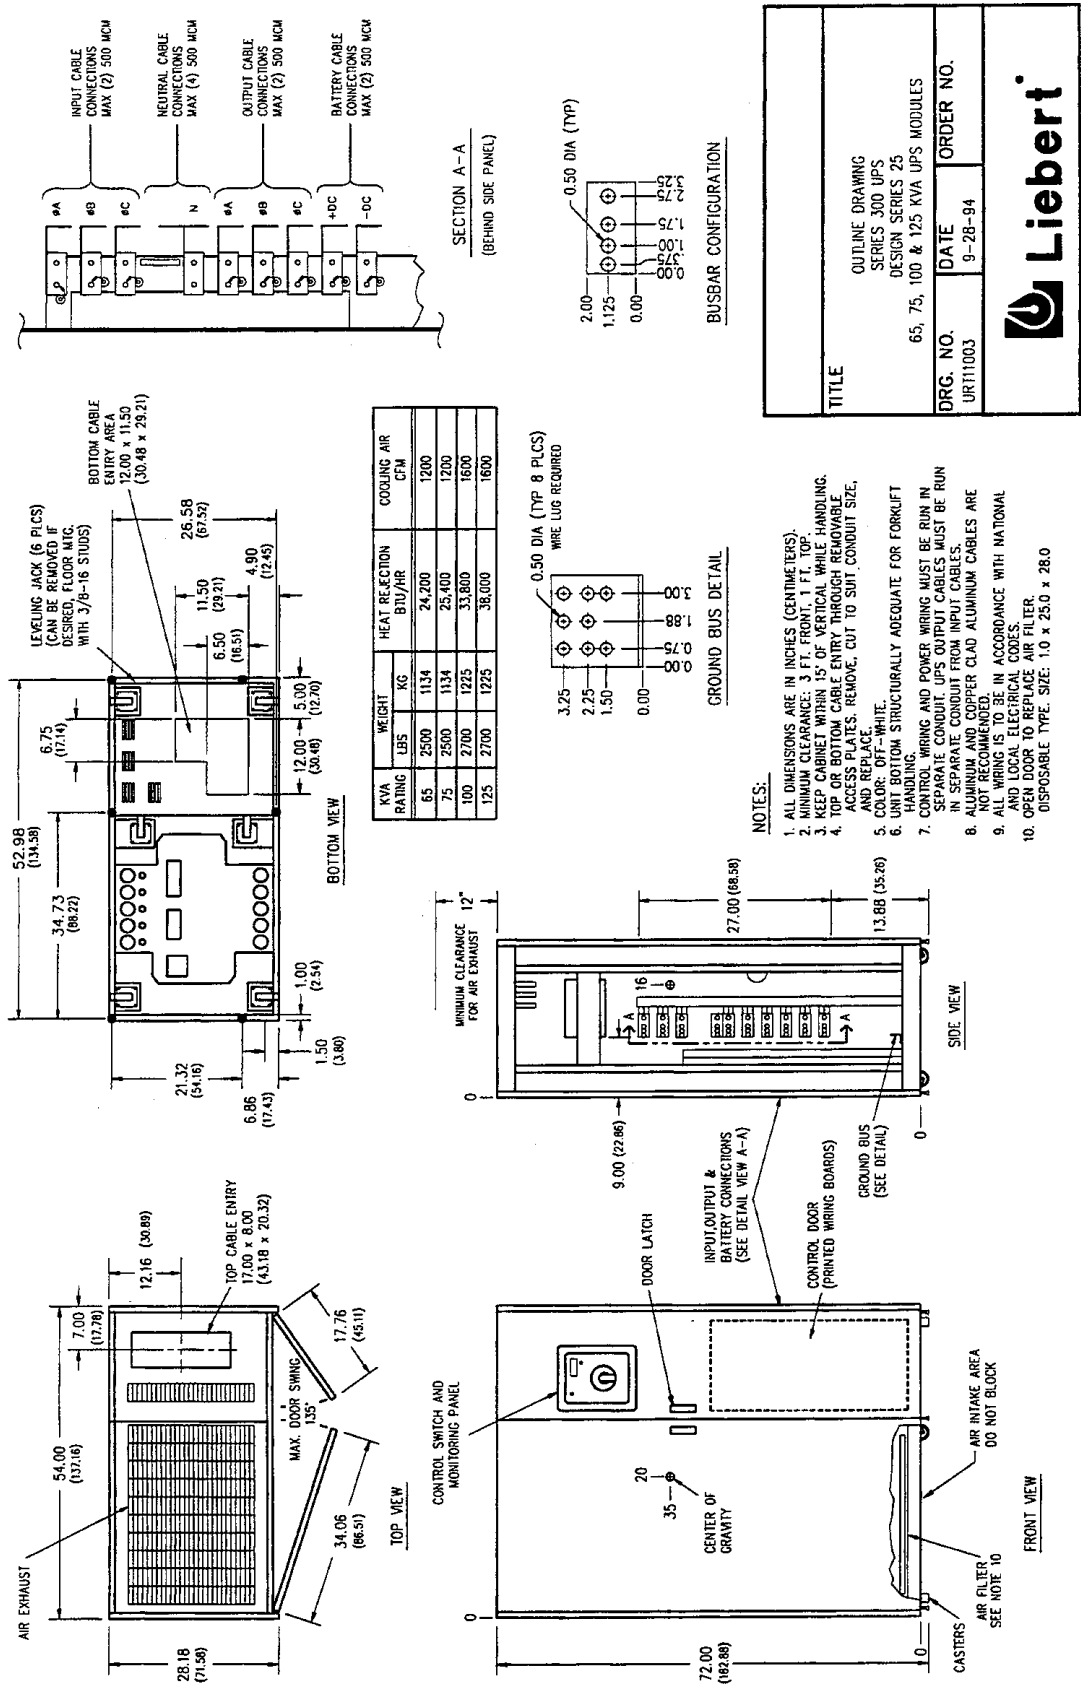 AIR EXHAUST
54.00
(137.16)
7.00
(17.78)
12.16 (30.89)
TOP CABLE ENTRY
17.00 x 8.00
(43.18 x 20.32)
28.18
(71.58)
MAX. DOOR SWING
135°
34.06
(86.51)
17.76
(45.11)
TOP VIEW
52.98
(134.58)
34.73
(88.22)
6.75
(17.14)
LEVELING JACK (6 PLCS)
(CAN BE REMOVED IF
DESIRED, FLOOR MTG.
WITH 3/8-16 STUDS)
BOTTOM CABLE
ENTRY AREA
12.00 x 11.50
(30.48 x 29.21)
21.32
(54.16)
6.86
(17.43)
1.50
(3.80)
1.00
(2.54)
12.00
(30.48)
5.00
(12.70)
6.50
(16.51)
11.50
(29.21)
4.90
(12.45)
26.58
(67.52)
BOTTOM VIEW
INPUT CABLE
CONNECTIONS
MAX (2) 500 MCM
NEUTRAL CABLE
CONNECTIONS
MAX (4) 500 MCM
OUTPUT CABLE
CONNECTIONS
MAX (2) 500 MCM
BATTERY CABLE
CONNECTIONS
MAX (2) 500 MCM
øA
øB
øC
N
øA
øB
øC
+DC
-DC
SECTION A-A
(BEHIND SIDE PANEL)
KVA RATING WEIGHT HEAT REJECTION BTU/HR COOLING AIR CFM
LBS KG
65 2500 1134 24,200 1200
75 2500 1134 25,400 1200
100 2700 1225 33,800 1600
125 2700 1225 38,000 1600
0.50 DIA (TYP 8 PLCS)
WIRE LUG REQUIRED
3.25
2.25
1.50
0.00
0.00
0.75
1.88
3.00
GROUND BUS DETAIL
0.50 DIA (TYP)
2.00
1.125
0.00
0.00
.375
1.00
1.75
2.75
3.25
BUSBAR CONFIGURATION
CONTROL SWITCH AND
MONITORING PANEL
DOOR LATCH
INPUT,OUTPUT &
BATTERY CONNECTIONS
(SEE DETAIL VIEW A-A)
CONTROL DOOR
(PRINTED WIRING BOARDS)
0
20
35
CENTER OF
GRAVITY
72.00
(182.88)
0
CASTERS
AIR FILTER
SEE NOTE 10
AIR INTAKE AREA
DO NOT BLOCK
FRONT VIEW
MINIMUM CLEARANCE
FOR AIR EXHAUST
12"
0
16
A
A
9.00 (22.86)
27.00 (68.58)
13.88 (35.26)
GROUND BUS
(SEE DETAIL)
0
SIDE VIEW
NOTES:
1. ALL DIMENSIONS ARE IN INCHES (CENTIMETERS).
2. MINIMUM CLEARANCE: 3 FT. FRONT, 1 FT. TOP.
3. KEEP CABINET WITHIN 15° OF VERTICAL WHILE HANDLING.
4. TOP OR BOTTOM CABLE ENTRY THROUGH REMOVABLE
ACCESS PLATES. REMOVE, CUT TO SUIT CONDUIT SIZE,
AND REPLACE.
5. COLOR: OFF-WHITE.
6. UNIT BOTTOM STRUCTURALLY ADEQUATE FOR FORKLIFT
HANDLING.
7. CONTROL WIRING AND POWER WIRING MUST BE RUN IN
SEPARATE CONDUIT. UPS OUTPUT CABLES MUST BE RUN
IN SEPARATE CONDUIT FROM INPUT CABLES.
8. ALUMINUM AND COPPER CLAD ALUMINUM CABLES ARE
NOT RECOMMENDED.
9. ALL WIRING IS TO BE IN ACCORDANCE WITH NATIONAL
AND LOCAL ELECTRICAL CODES.
10. OPEN DOOR TO REPLACE AIR FILTER.
DISPOSABLE TYPE. SIZE: 1.0 x 25.0 x 28.0
TITLE
OUTLINE DRAWING
SERIES 300 UPS
DESIGN SERIES 25
65, 75, 100 & 125 KVA UPS MODULES
DRG. NO. DATE ORDER NO.
URT11003 9-28-94
Liebert